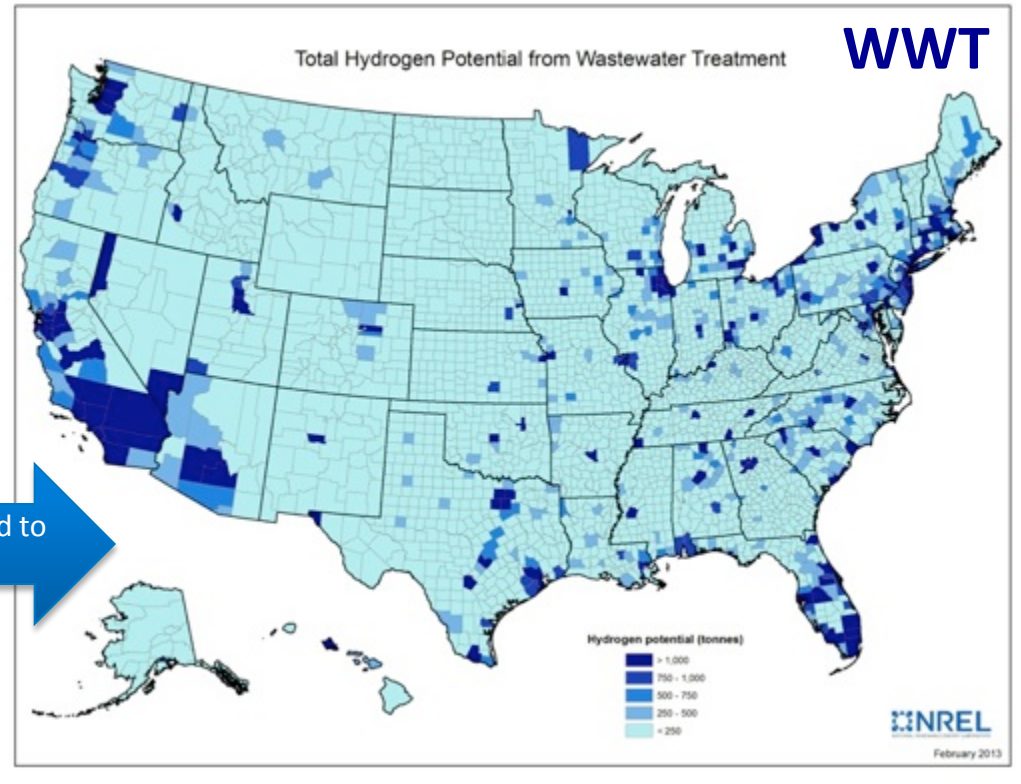 WWT
Total Hydrogen Potential from Wastewater Treatment
d to
Hydrogen potential (tonnes)
> 1,000
750 - 1,000
500 - 750
250 - 500
< 250
NREL
February 2013